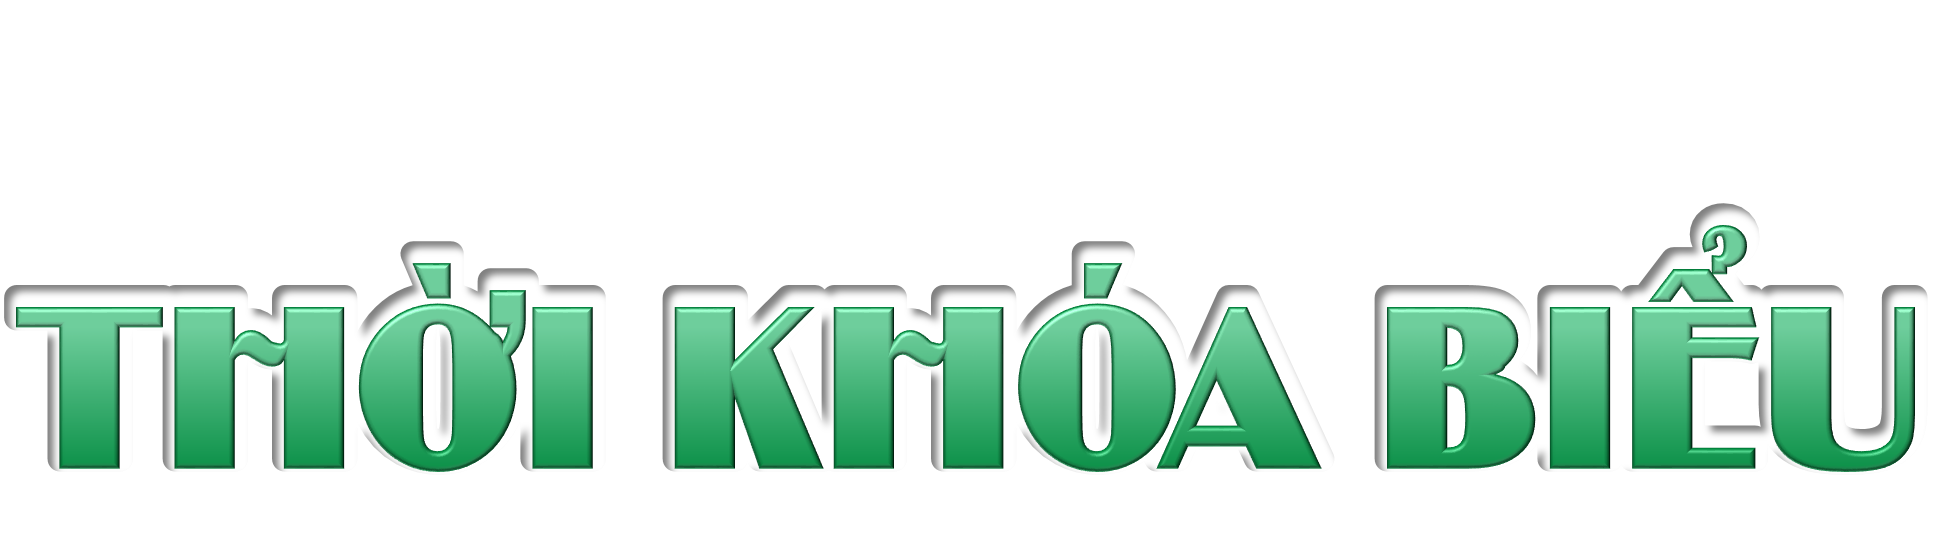 THỜI KHÓA BIỂU